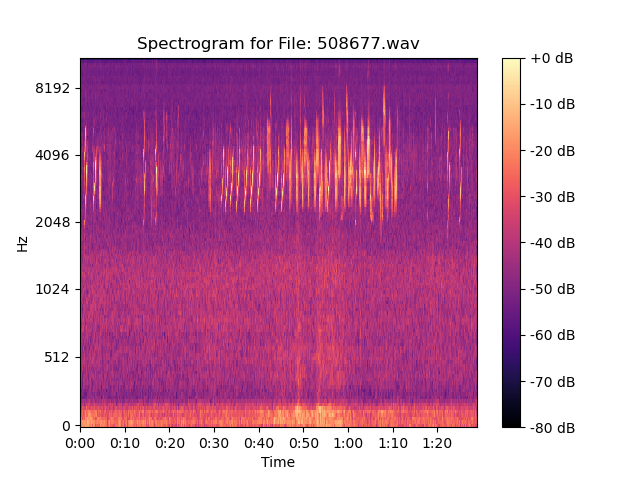 Spectrogram for File: 508677.wav
Hz
8192
4096
2048
1024
512
0
0:00 0:10 0:20 0:30 0:40 0:50 1:00 1:10 1:20
Time
+0 dB
-10 dB
-20 dB
-30 dB
-40 dB
-50 dB
-60 dB
-70 dB
-80 dB